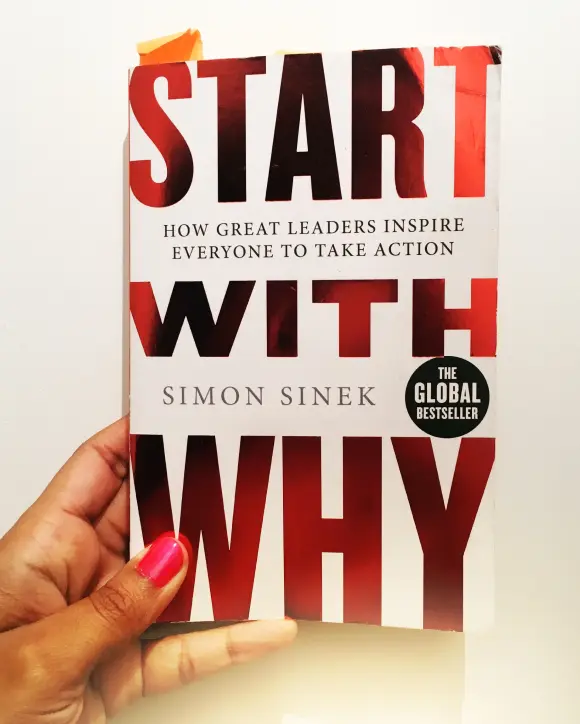 START
HOW GREAT LEADERS INSPIRE
EVERYONE TO TAKE ACTION
WITH
SIMON SINEK
THE
GLOBAL
BESTSELLER
WHY